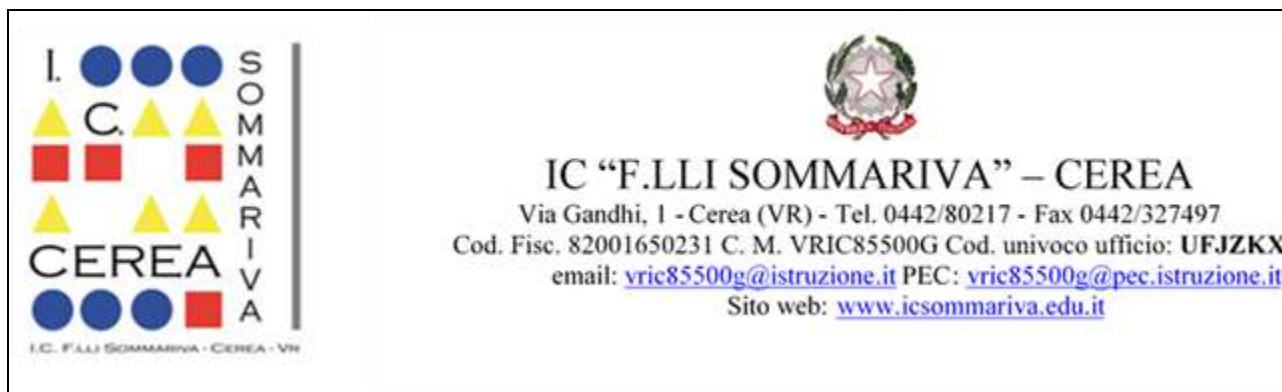 I.
C.
CEREA
SOMMARIVA
I.C. F.LLI SOMMARIVA - CEREA - VR
IC “F.LLI SOMMARIVA” – CEREA
Via Gandhi, 1 - Cerea (VR) - Tel. 0442/80217 - Fax 0442/327497
Cod. Fisc. 82001650231 C. M. VRIC85500G Cod. univoco ufficio: UFJZKX
email: vric85500g@istruzione.it PEC: vric85500g@pec.istruzione.it
Sito web: www.icsommariva.edu.it